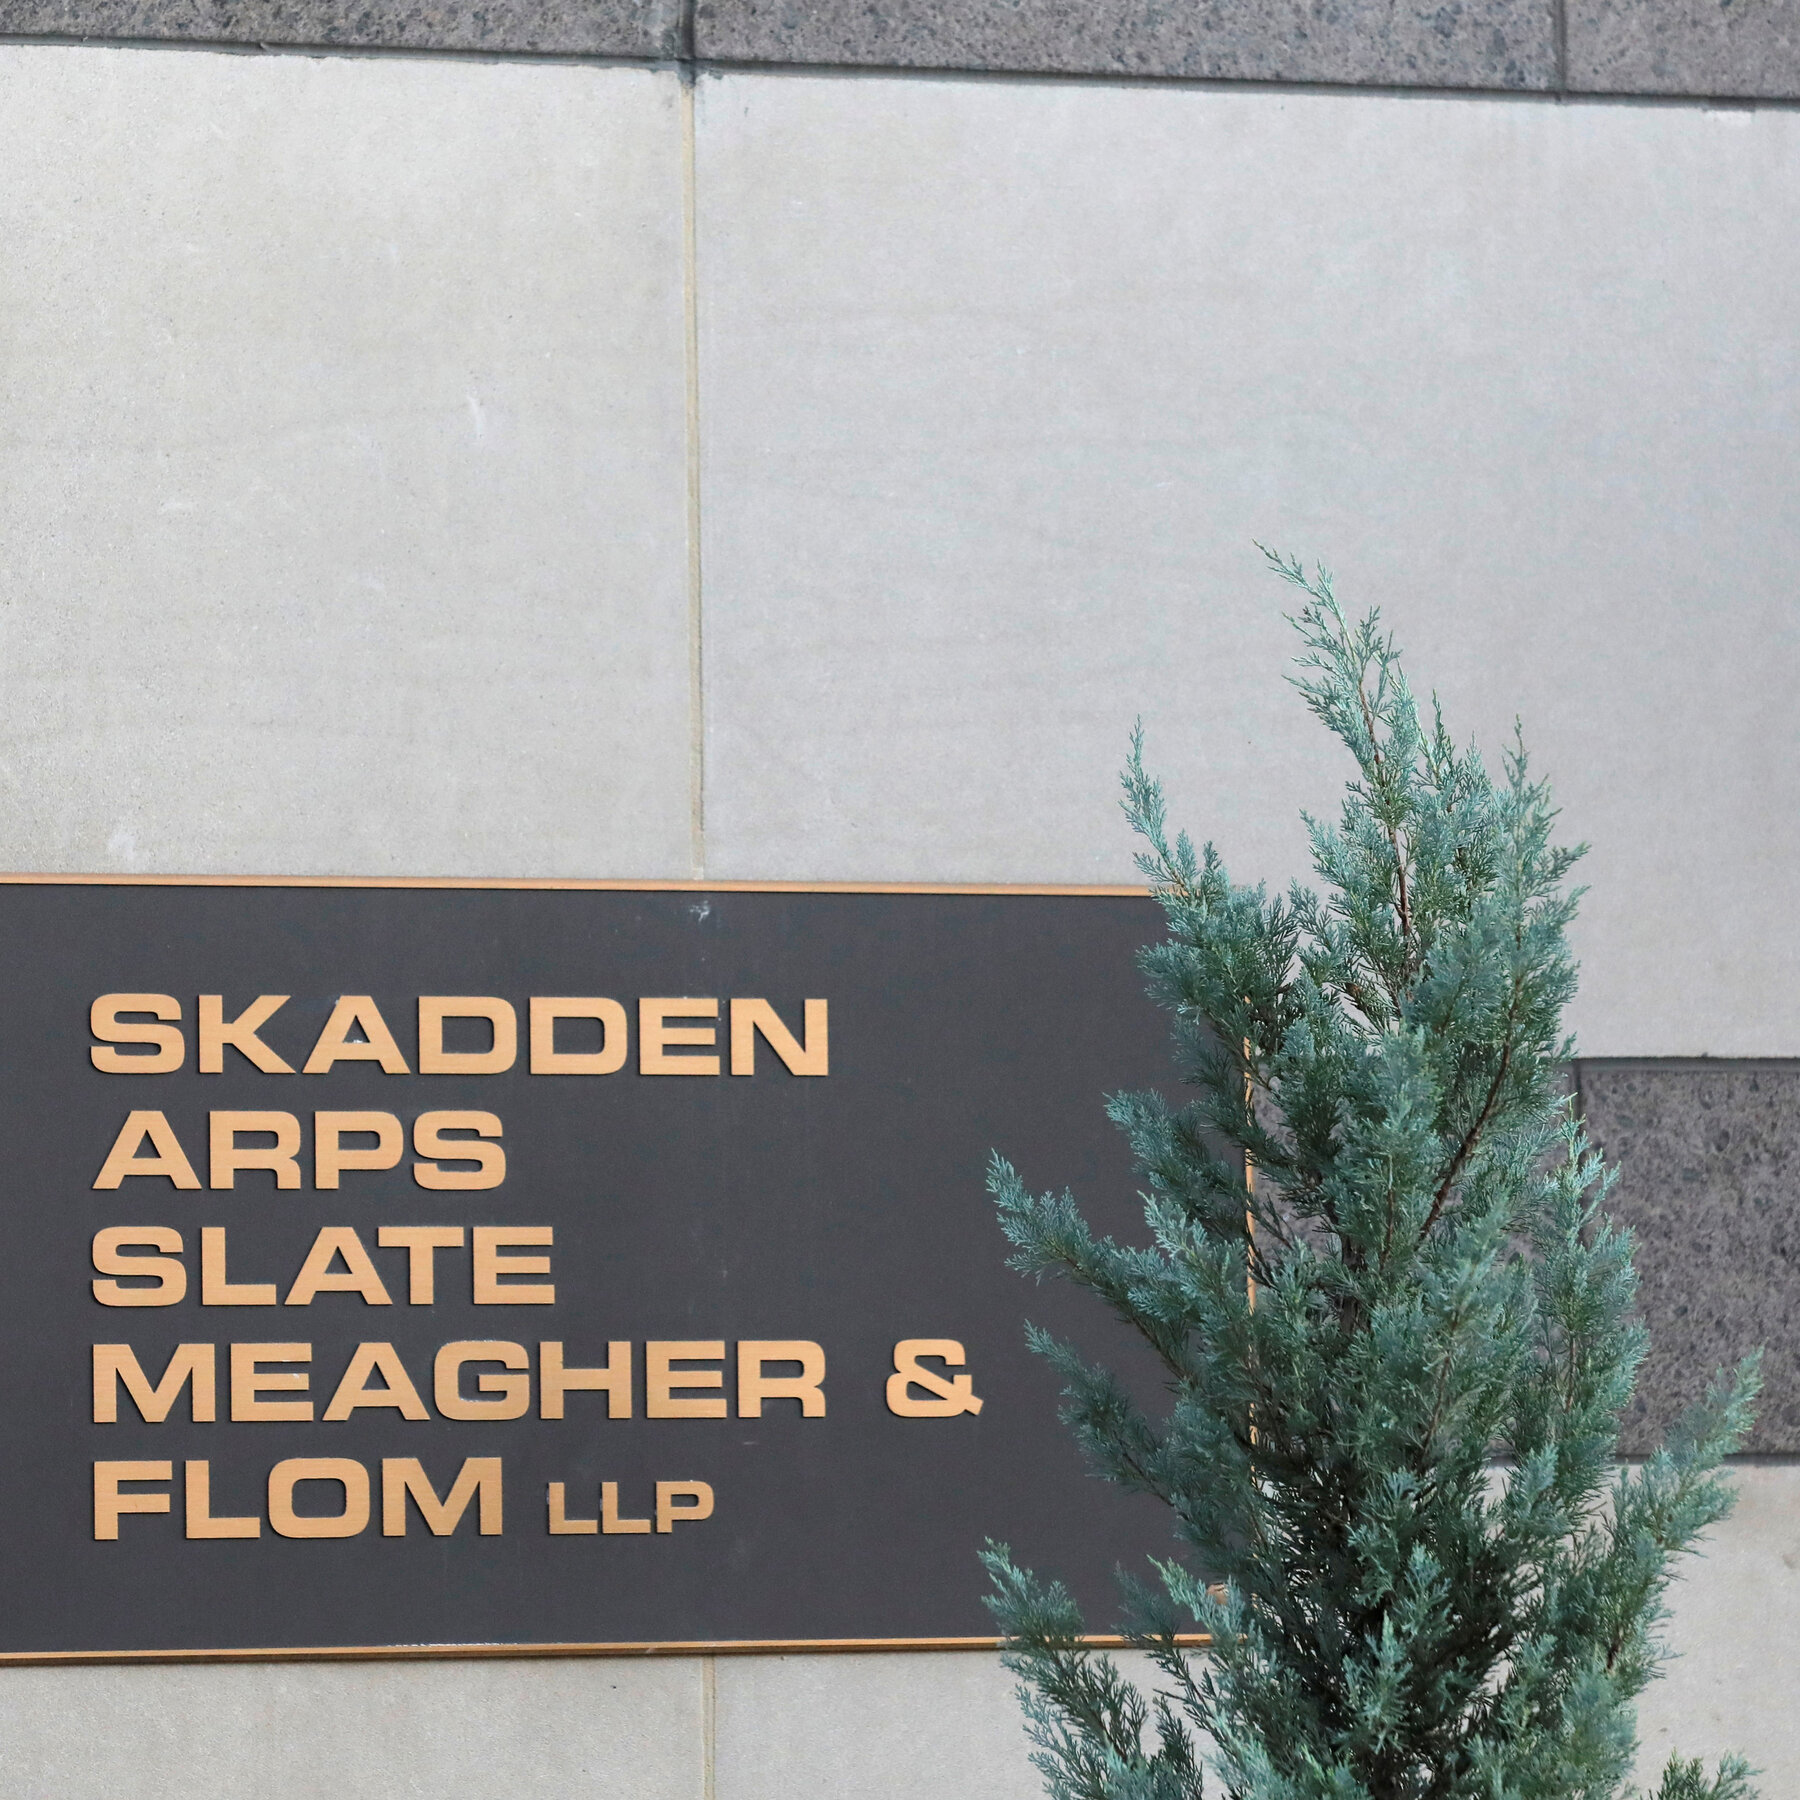 SKADDEN
ARPS
SLATE
MEAGHER &
FLOM LLP